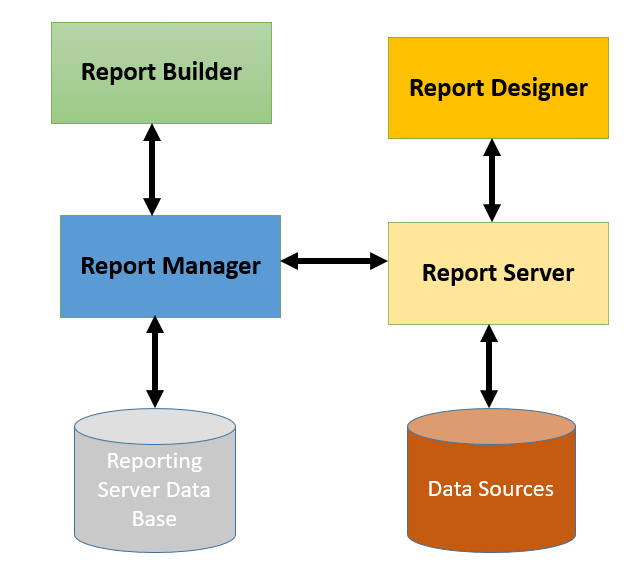 Report Builder
Report Designer
Report Manager
Report Server
Reporting
Server Data
Base
Data Sources